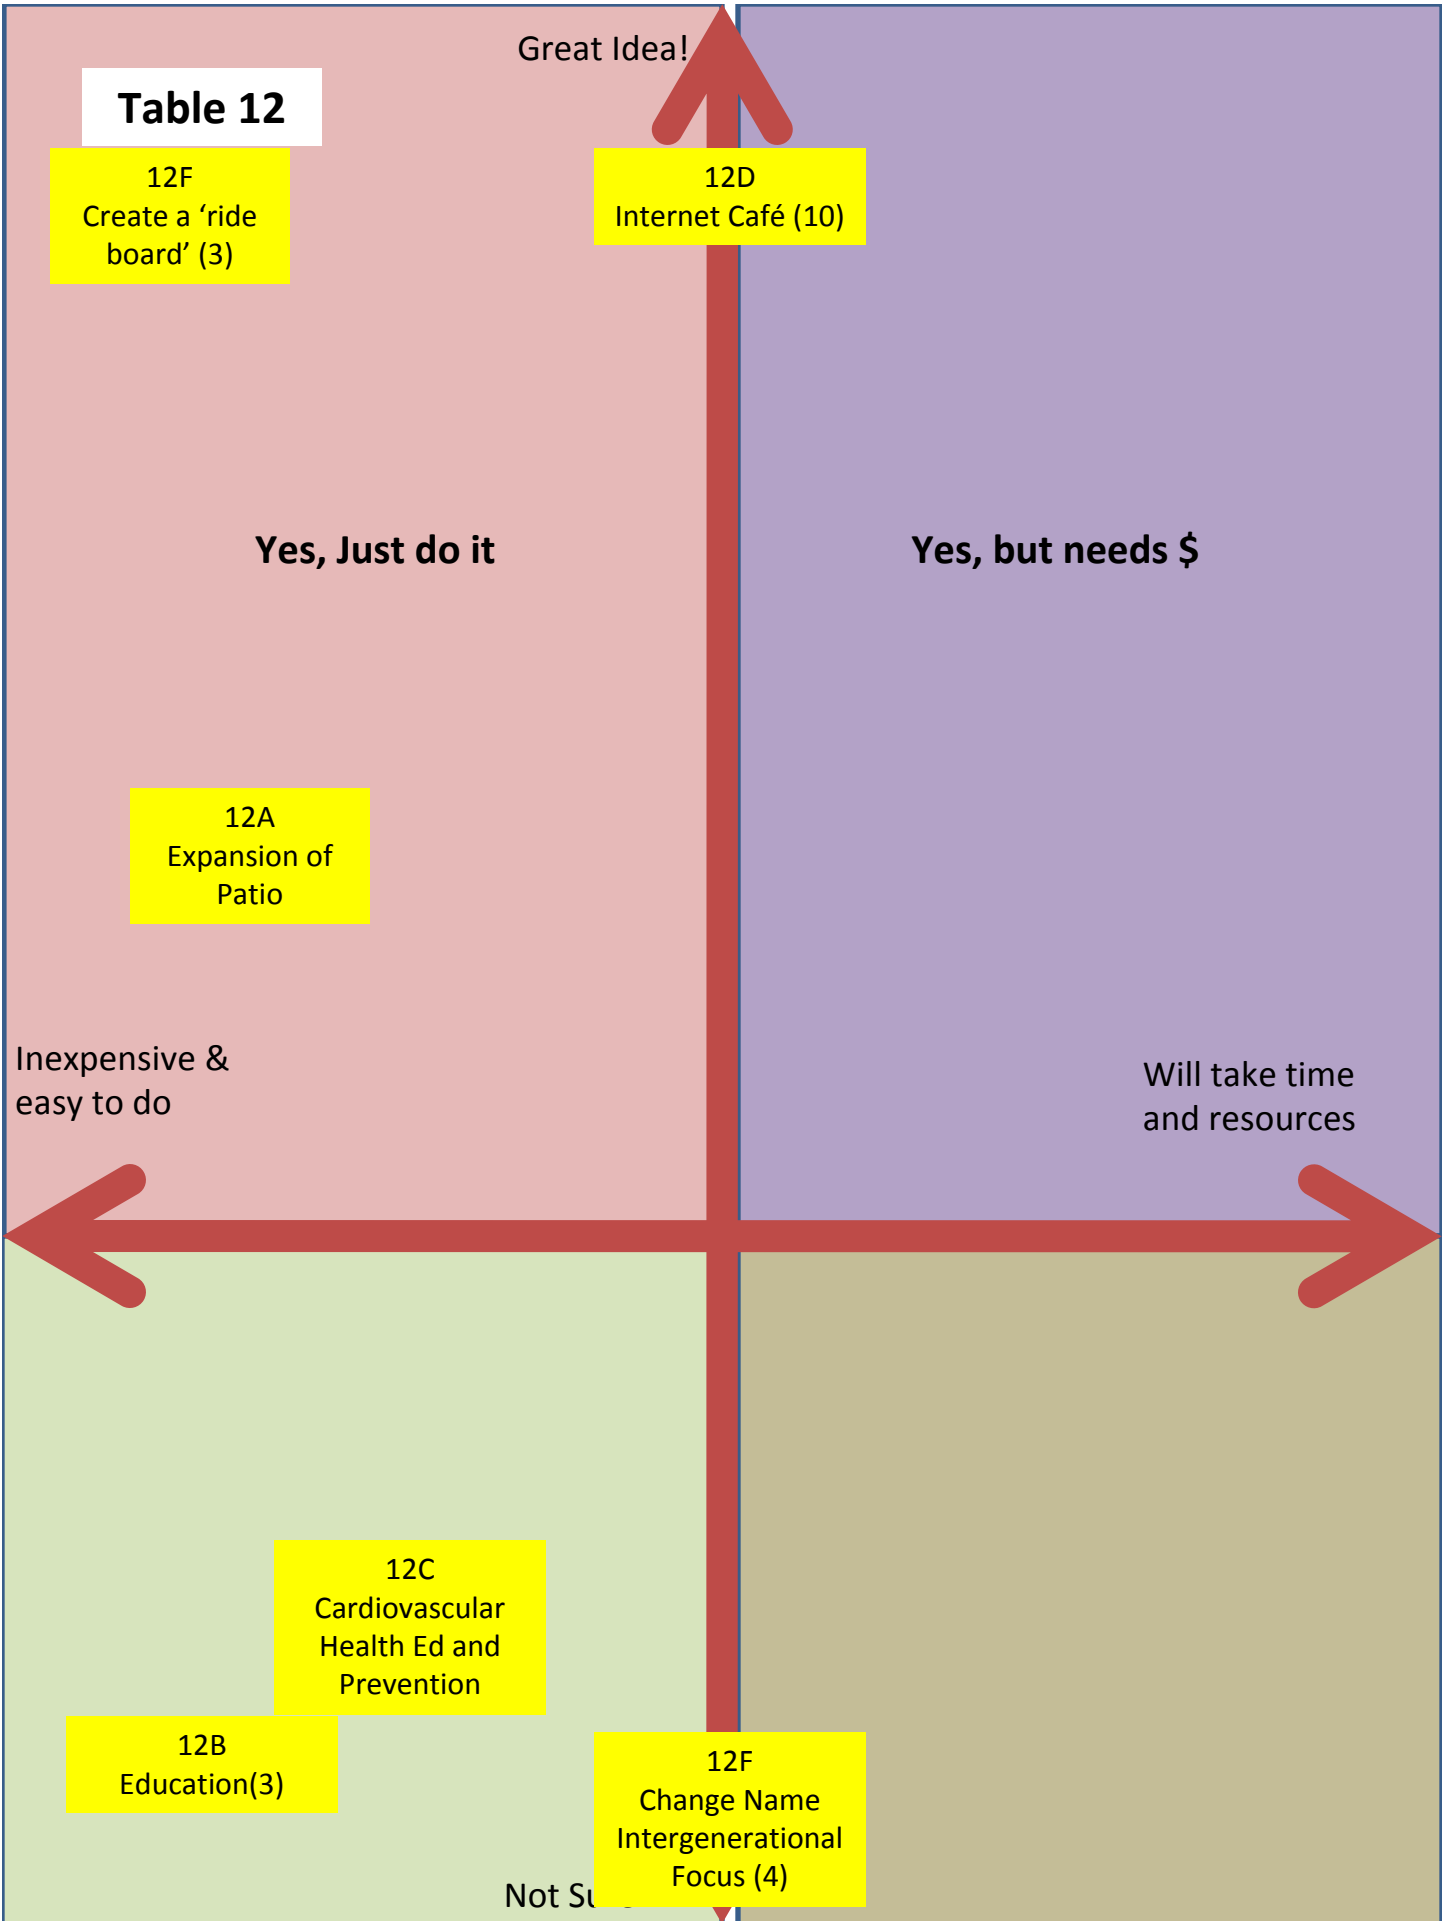 Great Idea!
Table 12
12F
Create a ‘ride
board’ (3)
12D
Internet Café (10)
Yes, Just do it
Yes, but needs $
12A
Expansion of
Patio
Inexpensive &
easy to do
Will take time
and resources
12C
Cardiovascular
Health Ed and
Prevention
12B
Education(3)
12F
Change Name
Intergenerational
Focus (4)
Not